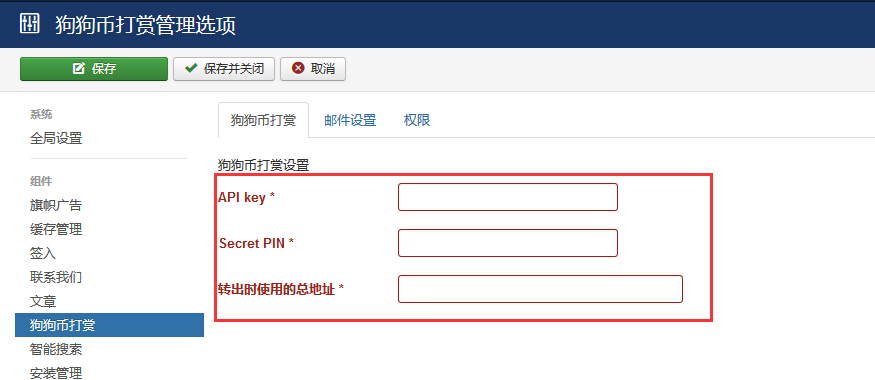 狗狗币打赏管理选项
保存
保存并关闭
取消
系统
全局设置
组件
旗帜广告
缓存管理
签入
联系我们
文章
狗狗币打赏
智能搜索
安装管理
狗狗币打赏
邮件设置
权限
狗狗币打赏设置
API key *
Secret PIN *
转出时使用的总地址 *